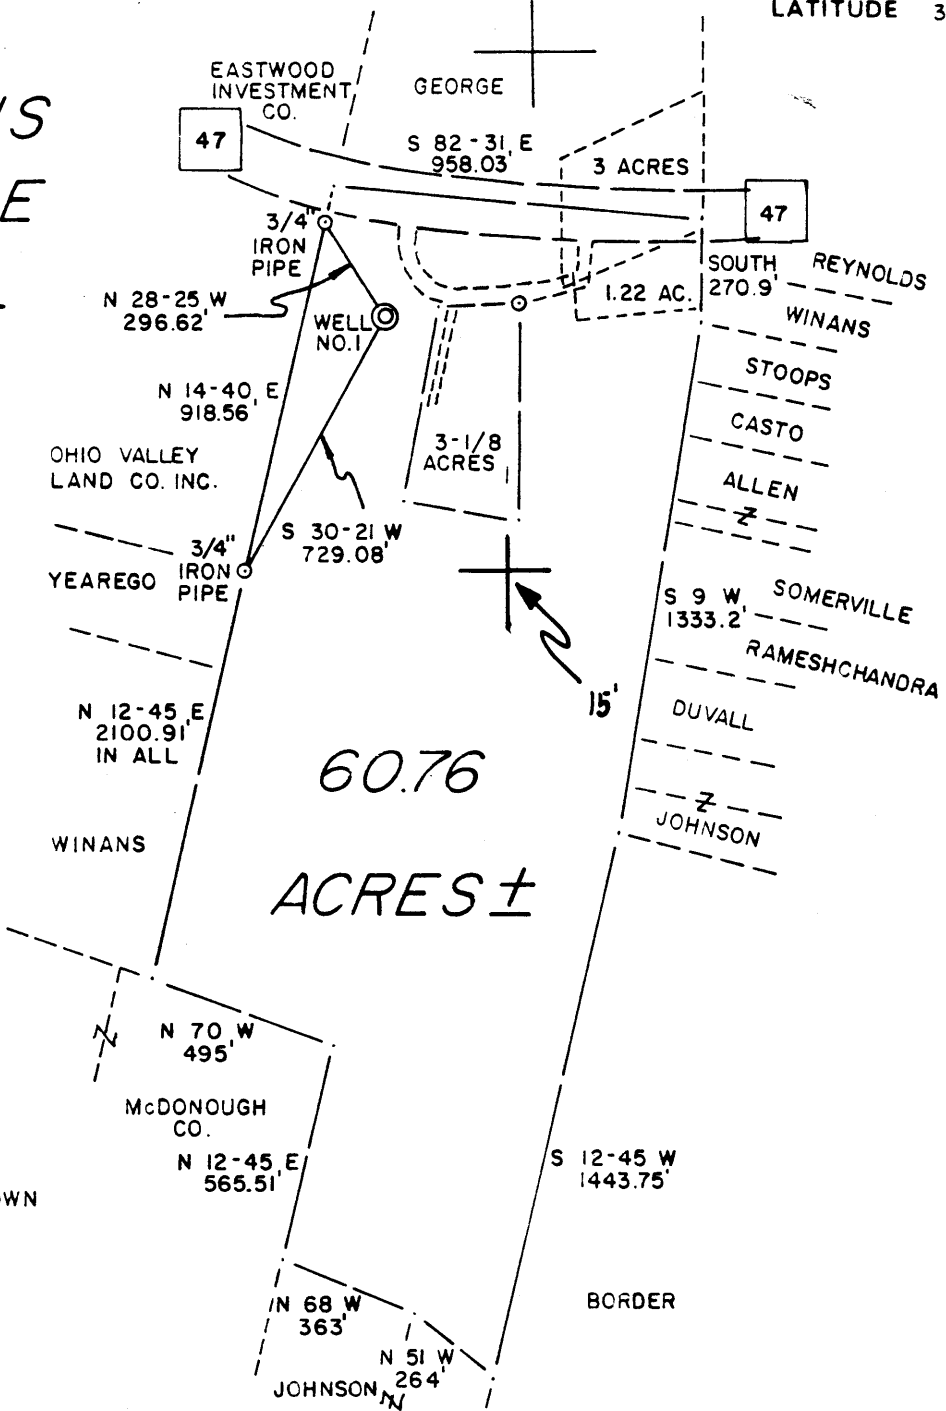 LATITUDE 3
EASTWOOD
INVESTMENT
CO.
GEORGE
IS
E
47
S 82-31 E
958.03'
3 ACRES
47
3/4"
IRON
PIPE
SOUTH
270.9'
REYNOLDS
N 28-25 W
296.62'
WELL
NO.1
1.22 AC.
WINANS
STOOPS
N 14-40 E
918.56'
CASTO
3-1/8
ACRES
OHIO VALLEY
LAND CO. INC.
ALLEN
Z
S 30-21 W
729.08'
3/4"
IRON
PIPE
YEAREGO
S 9 W
1333.2'
SOMERVILLE
RAMESHCHANDRA
15'
N 12-45 E
2100.91'
IN ALL
DUVALL
60.76
ACRES ±
Z
JOHNSON
WINANS
N 70 W
495'
Z
McDONOUGH
CO.
N 12-45 E
565.51'
S 12-45 W
1443.75'
OWN
BORDER
N 68 W
363'
N 51 W
264'
JOHNSON
Z